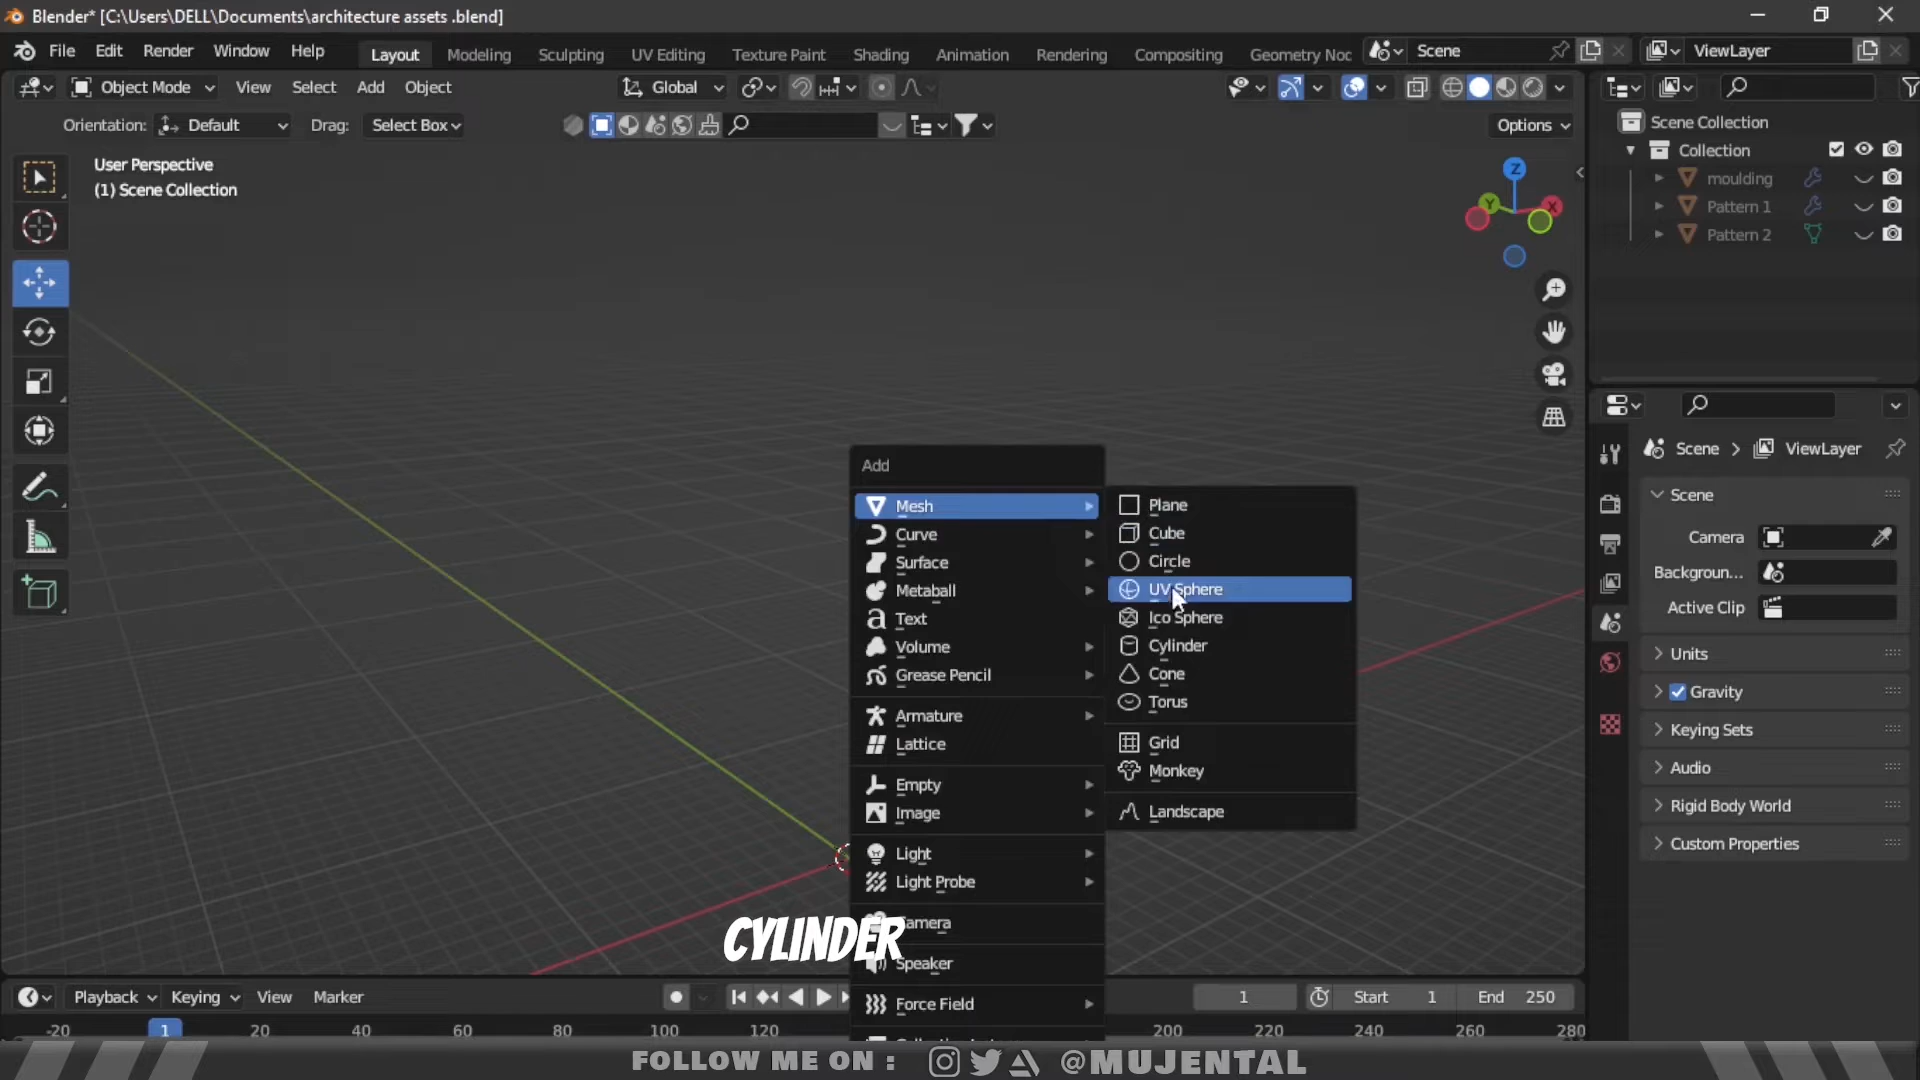 Blender* [C:\Users\DELL\Documents\architecture assets .blend]
File Edit Render Window Help Layout Modeling Sculpting UV Editing Texture Paint Shading Animation Rendering Compositing Geometry Noc Scene ViewLayer
Object Mode View Select Add Object Global
Orientation: Default Drag: Select Box Options
User Perspective
(1) Scene Collection
Z
Y
X
Scene Collection
Collection
moulding
Pattern 1
Pattern 2
Add
Mesh
Curve
Surface
Metaball
Text
Volume
Grease Pencil
Armature
Lattice
Empty
Image
Light
Light Probe
Camera
Speaker
Force Field
Plane
Cube
Circle
UV Sphere
Ico Sphere
Cylinder
Cone
Torus
Grid
Monkey
Landscape
Scene > ViewLayer
Scene
Camera
Backgroun...
Active Clip
Units
Gravity
Keying Sets
Audio
Rigid Body World
Custom Properties
CYLINDER
Playback Keying View Marker 1 Start 1 End 250
-20 1 20 40 60 80 100 120 200 220 240 260 280
FOLLOW ME ON : @MUJENTAL